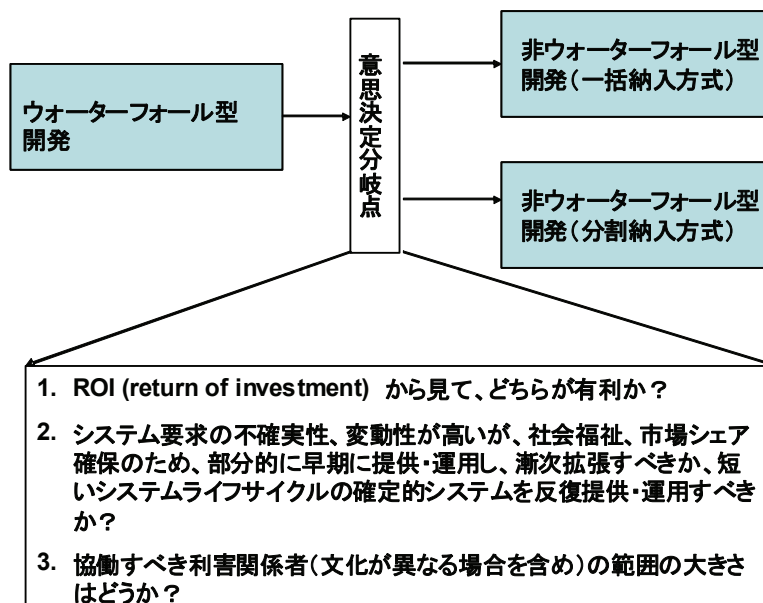 ウォーターフォール型
開発
意思決定分岐点
非ウォーターフォール型
開発(一括納入方式)
非ウォーターフォール型
開発(分割納入方式)
1. ROI (return of investment) から見て、どちらが有利か?
2. システム要求の不確実性、変動性が高いが、社会福祉、市場シェア
確保のため、部分的に早期に提供・運用し、漸次拡張すべきか、短
いシステムライフサイクルの確定的システムを反復提供・運用すべき
か?
3. 協働すべき利害関係者(文化が異なる場合を含め)の範囲の大きさ
はどうか?